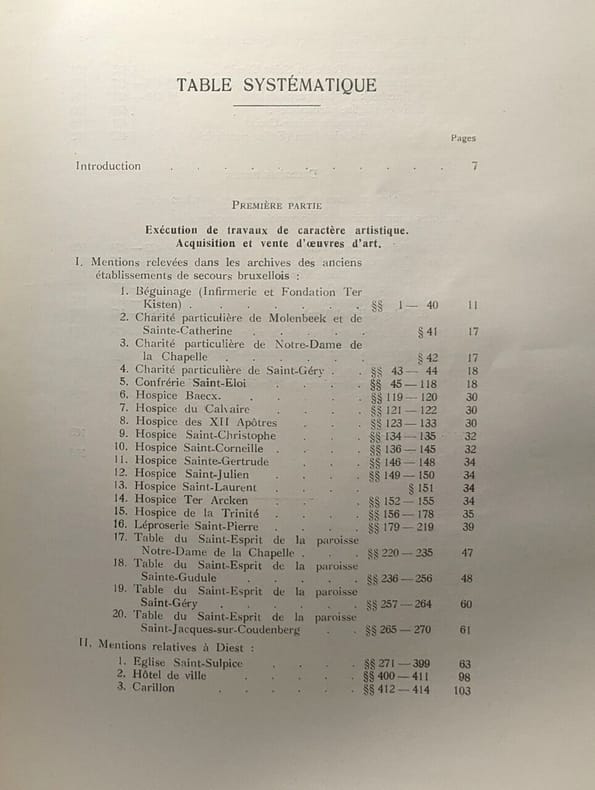 TABLE SYSTÉMATIQUE
Pages
Introduction . . . . . . . . . . . 7
PREMIÈRE PARTIE
Exécution de travaux de caractère artistique.
Acquisition et vente d'œuvres d'art.
I. Mentions relevées dans les archives des anciens
établissements de secours bruxellois :
1. Béguinage (Infirmerie et Fondation Ter
Kisten) . . . . . . . §§ 1 — 40 11
2. Charité particulière de Molenbeek et de
Sainte-Catherine . . . . . § 41 17
3. Charité particulière de Notre-Dame de
la Chapelle . . . . . . § 42 17
4. Charité particulière de Saint-Géry . . §§ 43 — 44 18
5. Confrérie Saint-Eloi . . . . §§ 45 — 118 18
6. Hospice Baecx. . . . . . §§ 119 — 120 30
7. Hospice du Calvaire . . . . §§ 121 — 122 30
8. Hospice des XII Apôtres . . . §§ 123 — 133 30
9. Hospice Saint-Christophe . . . §§ 134 — 135 32
10. Hospice Saint-Corneille . . . . §§ 136 — 145 32
11. Hospice Sainte-Gertrude . . . §§ 146 — 148 34
12. Hospice Saint-Julien . . . . §§ 149 — 150 34
13. Hospice Saint-Laurent . . . . § 151 34
14. Hospice Ter Arcken . . . . §§ 152 — 155 34
15. Hospice de la Trinité . . . . §§ 156 — 178 35
16. Léproserie Saint-Pierre . . . . §§ 179 — 219 39
17. Table du Saint-Esprit de la paroisse
Notre-Dame de la Chapelle . . . §§ 220 — 235 47
18. Table du Saint-Esprit de la paroisse
Sainte-Gudule . . . . . §§ 236 — 256 48
19. Table du Saint-Esprit de la paroisse
Saint-Géry . . . . . . §§ 257 — 264 60
20. Table du Saint-Esprit de la paroisse
Saint-Jacques-sur-Coudenberg . . §§ 265 — 270 61
II. Mentions relatives à Diest :
1. Eglise Saint-Sulpice . . . . §§ 271 — 399 63
2. Hôtel de ville . . . . . §§ 400 — 411 98
3. Carillon . . . . . . §§ 412 — 414 103